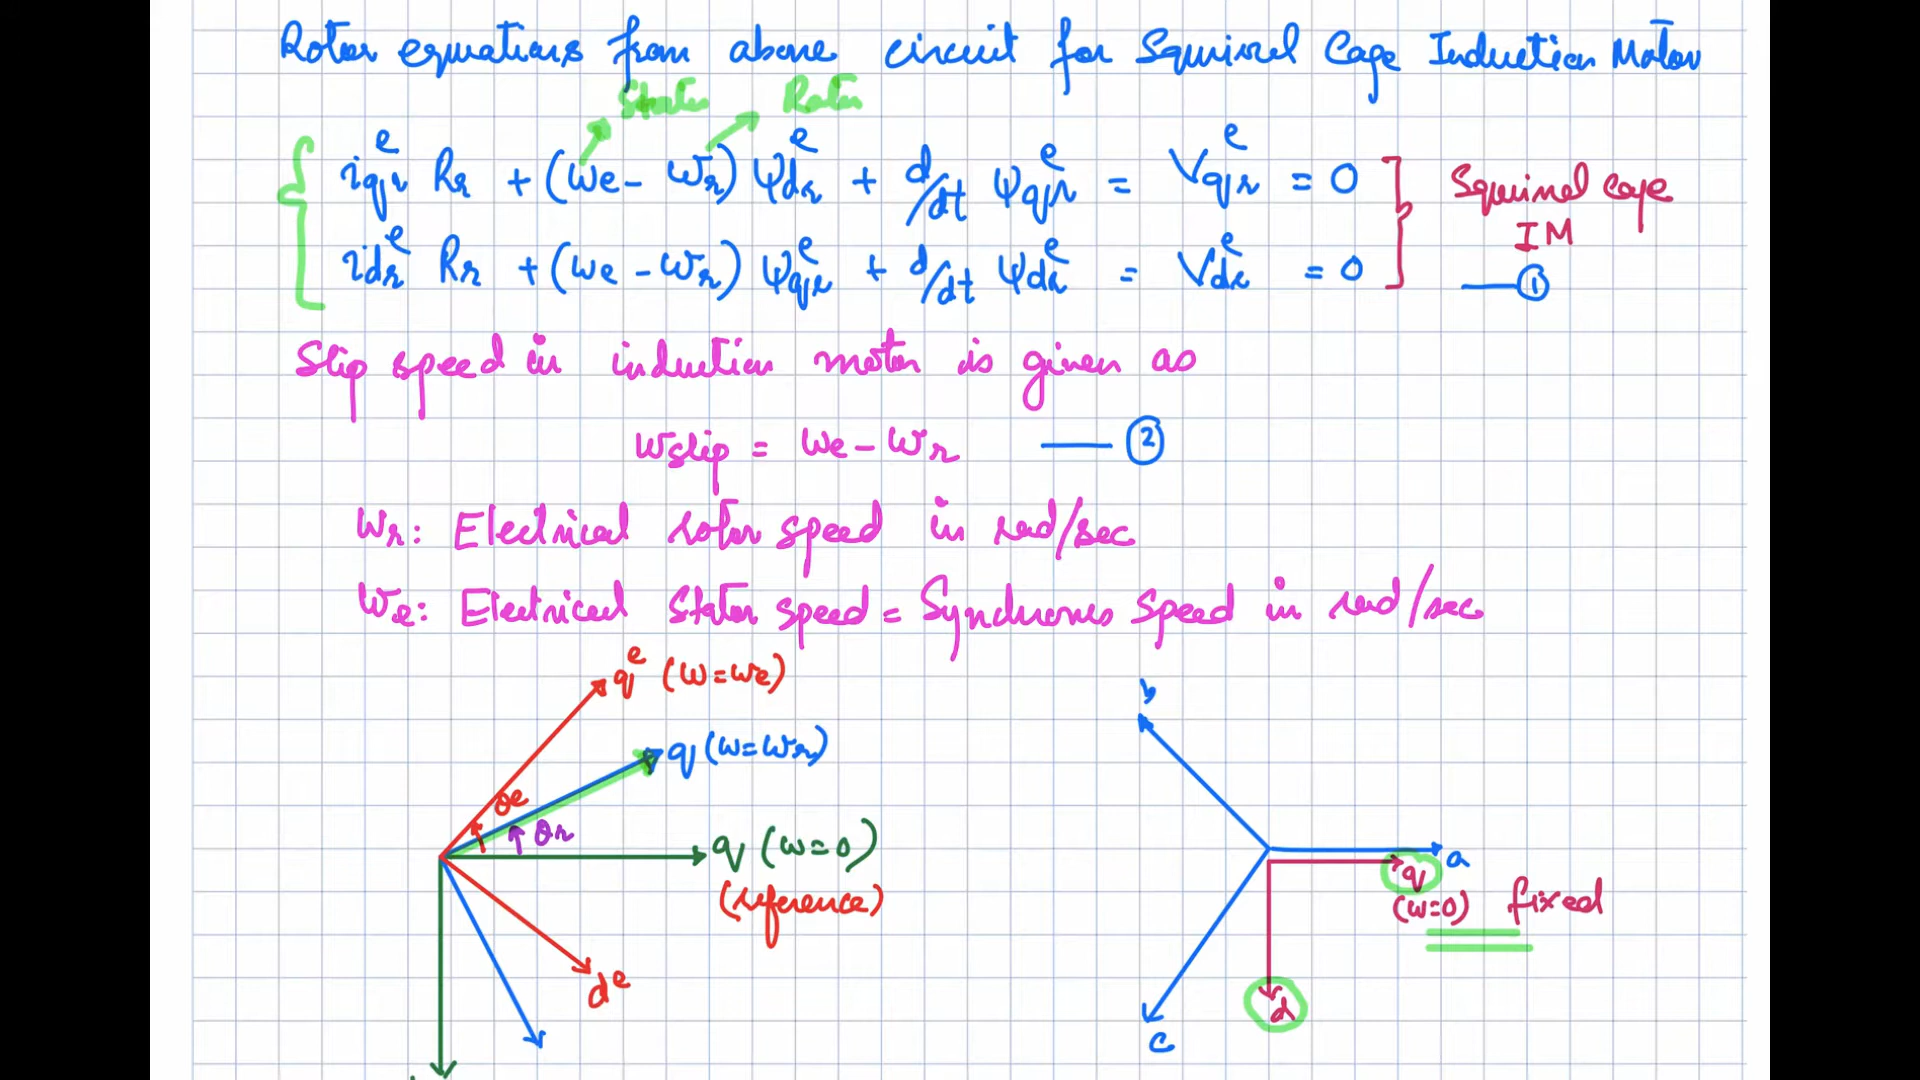 Rotor equations from above circuit for Squirrel Cage Induction Motor
Stator Rotor
iqr^e Rr + (ωe - ωr) Ψdr^e + d/dt Ψqr^e = Vqr^e = 0
idr^e Rr + (ωe - ωr) Ψqr^e + d/dt Ψdr^e = Vdr^e = 0
Squirrel cage
IM
①
Slip speed in induction motor is given as
ωslip = ωe - ωr ②
ωr: Electrical rotor speed in rad/sec
ωe: Electrical Stator speed = Synchronous Speed in rad/sec
q^e (ω=ωe)
q (ω=ωr)
θe
θr
q (ω=0)
(reference)
d^e
b
a
q
(ω=0) fixed
d
c